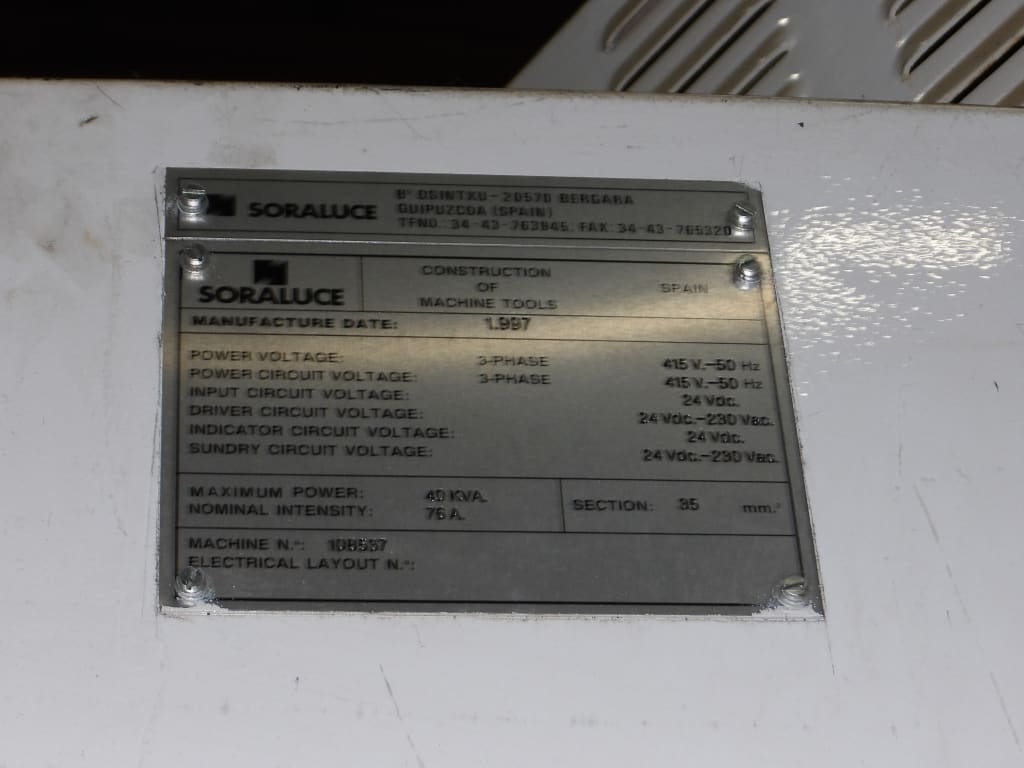 SORALUCE
Bº OSINTXU - 20570 BERGARA
GUIPUZCOA (SPAIN)
TFNO.: 34-43-763945. FAX: 34-43-765320
SORALUCE
CONSTRUCTION
OF
MACHINE TOOLS
SPAIN
MANUFACTURE DATE: 1.997
POWER VOLTAGE: 3-PHASE 415 V.-50 Hz
POWER CIRCUIT VOLTAGE: 3-PHASE 415 V.-50 Hz
INPUT CIRCUIT VOLTAGE: 24 Vdc.
DRIVER CIRCUIT VOLTAGE: 24 Vdc.-230 Vac.
INDICATOR CIRCUIT VOLTAGE: 24 Vdc.
SUNDRY CIRCUIT VOLTAGE: 24 Vdc.-230 Vac.
MAXIMUM POWER: 40 KVA.
NOMINAL INTENSITY: 76 A.
SECTION: 35 mm.²
MACHINE N.º:
ELECTRICAL LAYOUT N.º: